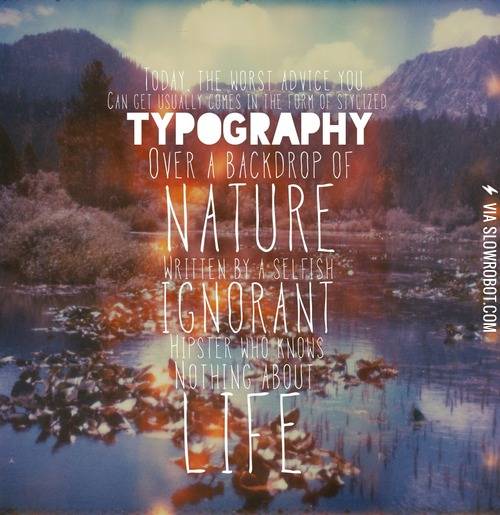 Today, the worst advice you
Can get usually comes in the form of stylized
TYPOGRAPHY
Over a backdrop of
NATURE
Written by a selfish
IGNORANT
Hipster who knows
Nothing about
LIFE
VIA SLOWROBOT.COM